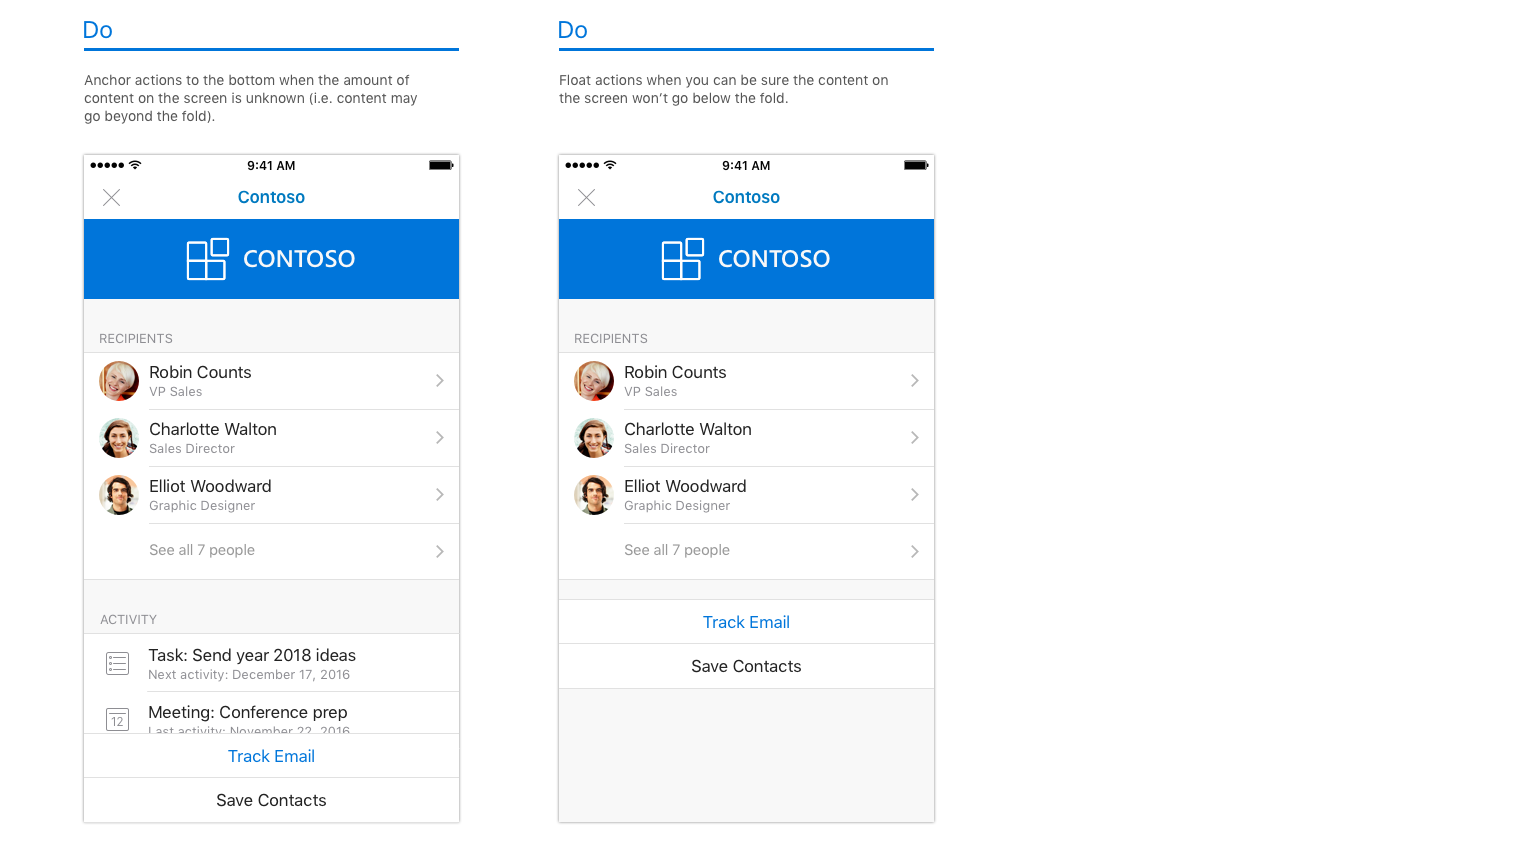 Do
Anchor actions to the bottom when the amount of
content on the screen is unknown (i.e. content may
go beyond the fold).
9:41 AM
Contoso
CONTOSO
RECIPIENTS
Robin Counts
VP Sales
Charlotte Walton
Sales Director
Elliot Woodward
Graphic Designer
See all 7 people
ACTIVITY
Task: Send year 2018 ideas
Next activity: December 17, 2016
12
Meeting: Conference prep
Last activity: November 22, 2016
Track Email
Save Contacts
Do
Float actions when you can be sure the content on
the screen won’t go below the fold.
9:41 AM
Contoso
CONTOSO
RECIPIENTS
Robin Counts
VP Sales
Charlotte Walton
Sales Director
Elliot Woodward
Graphic Designer
See all 7 people
Track Email
Save Contacts